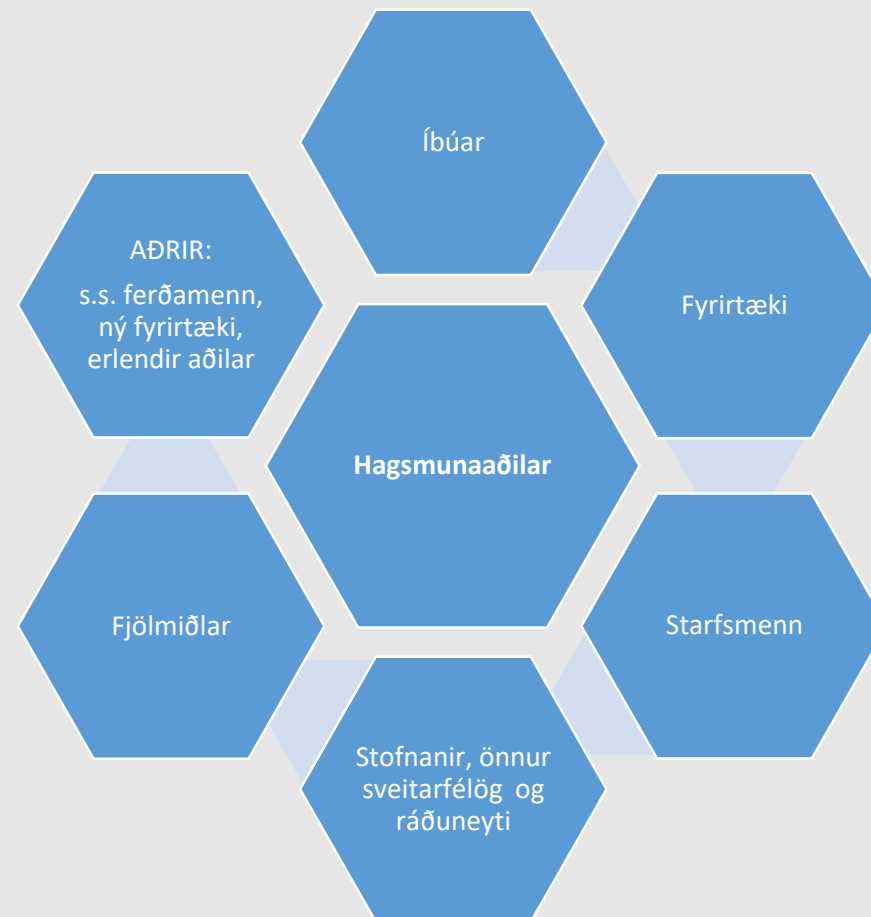 Íbúar
AÐRIR:
s.s. ferðamenn,
ný fyrirtæki,
erlendir aðilar
Fyrirtæki
Hagsmunaaðilar
Fjölmiðlar
Starfsmenn
Stofnanir, önnur
sveitarfélög og
ráðuneyti